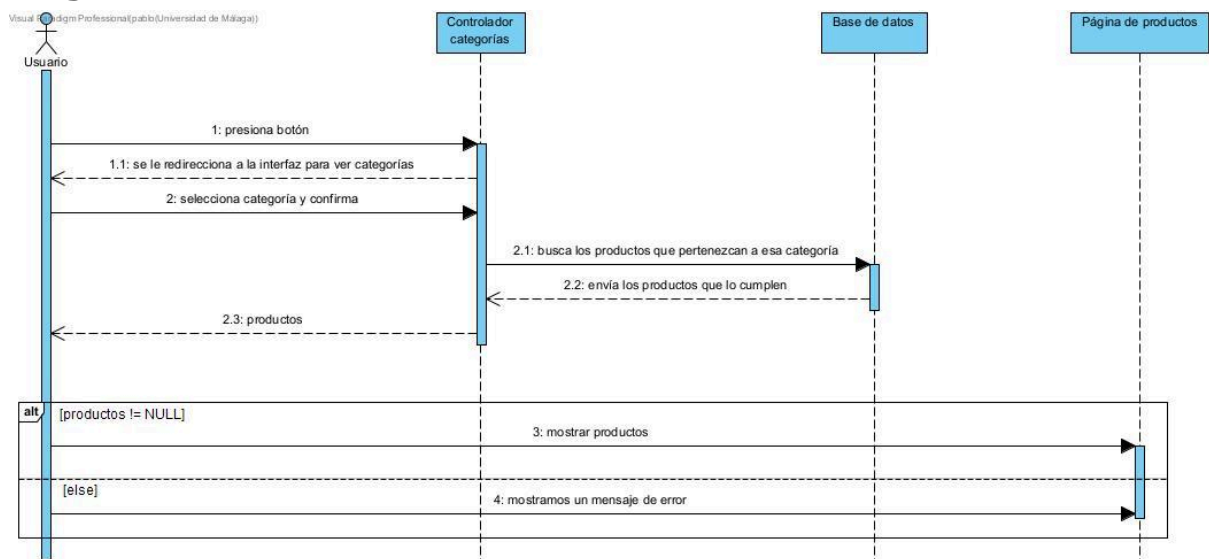 Visual Paradigm Professional(pablo(Universidad de Málaga))
Usuario
Controlador
categorías
Base de datos
Página de productos
1: presiona botón
1.1: se le redirecciona a la interfaz para ver categorías
2: selecciona categoría y confirma
2.1: busca los productos que pertenezcan a esa categoría
2.2: envía los productos que lo cumplen
2.3: productos
alt
[productos != NULL]
3: mostrar productos
[else]
4: mostramos un mensaje de error